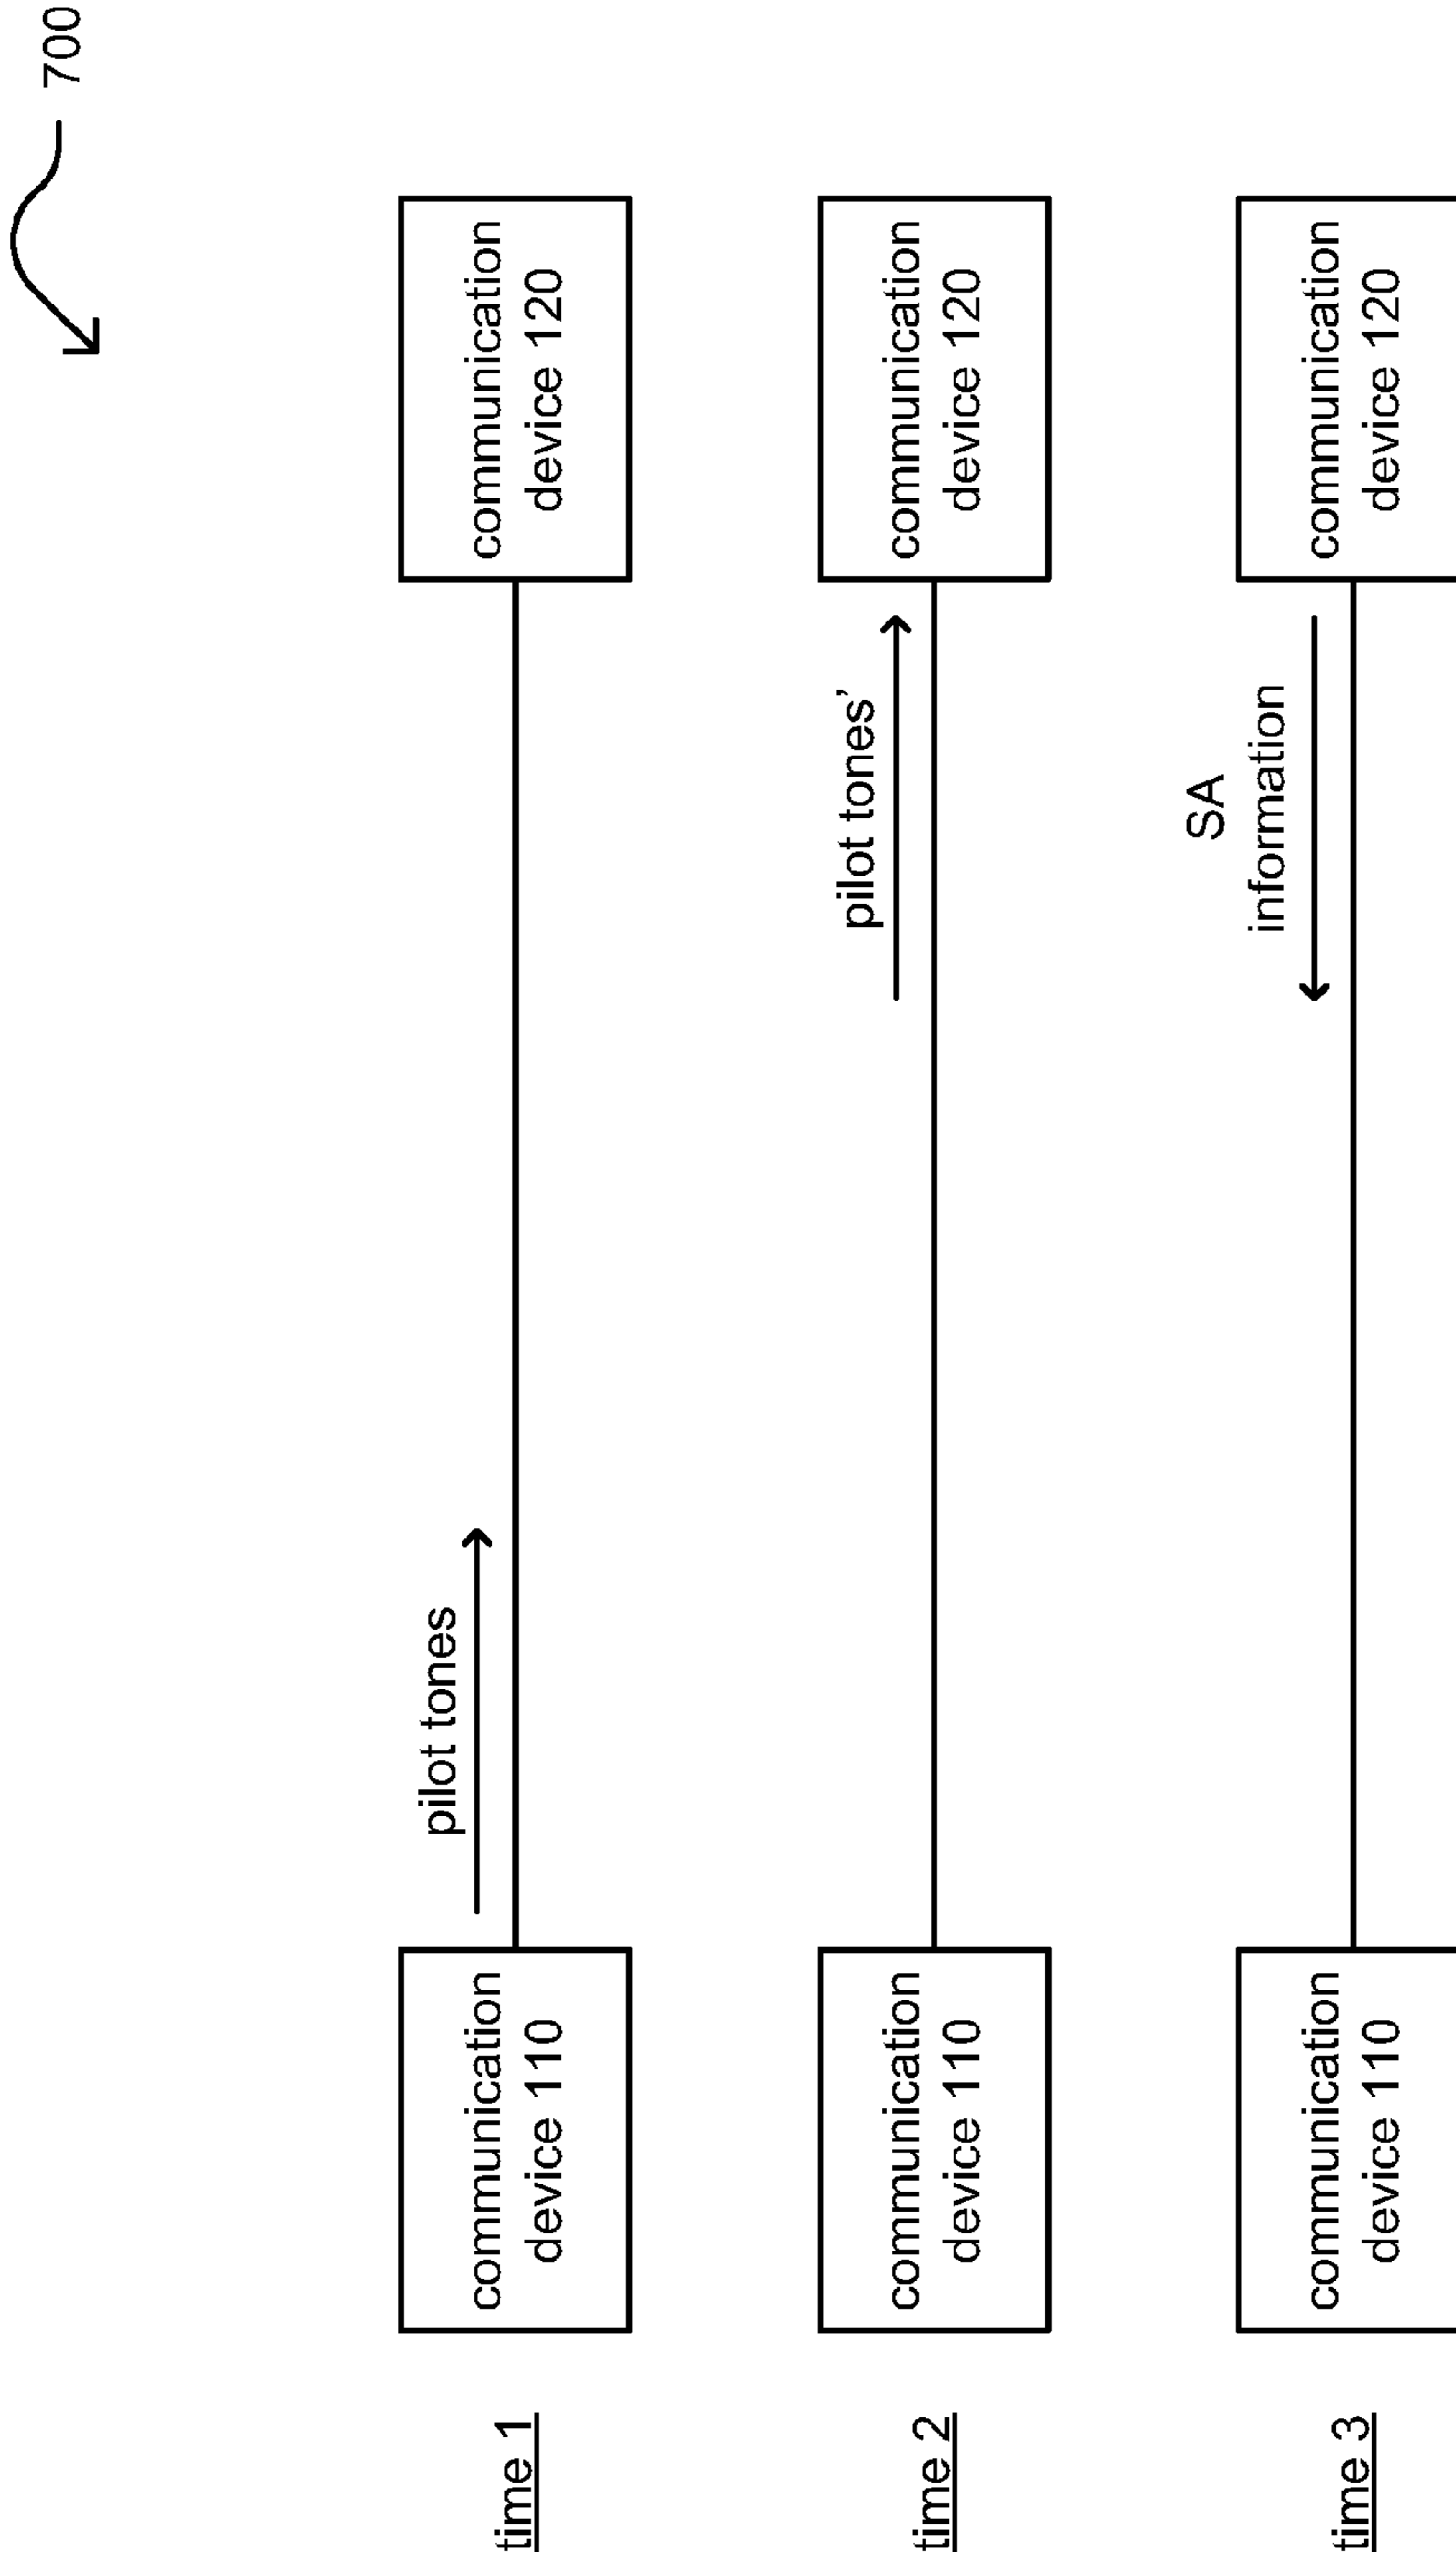 700
time 1
communication
device 110
pilot tones
communication
device 120
time 2
communication
device 110
pilot tones’
communication
device 120
time 3
communication
device 110
SA
information
communication
device 120